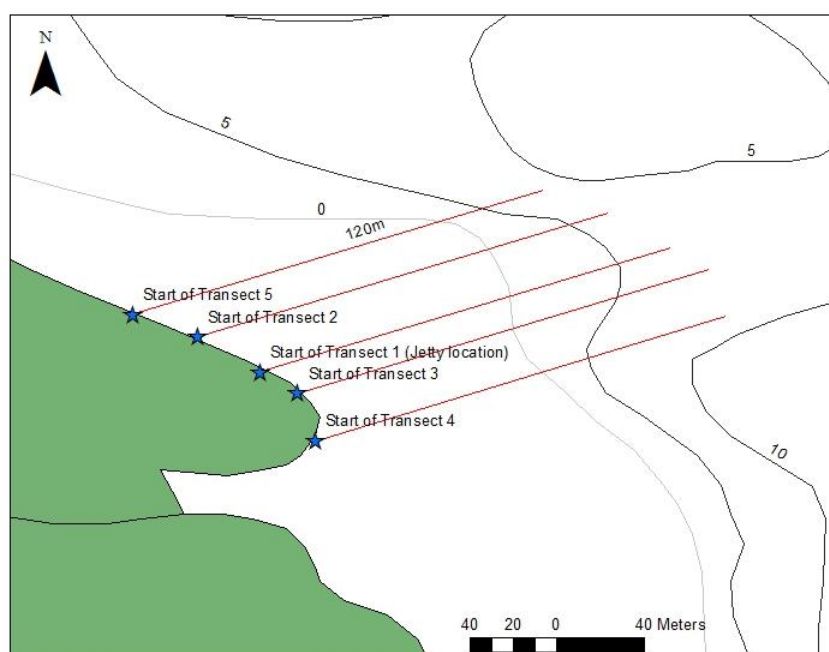 N
5
5
0
120m
Start of Transect 5
Start of Transect 2
Start of Transect 1 (Jetty location)
Start of Transect 3
Start of Transect 4
10
40 20 0 40 Meters